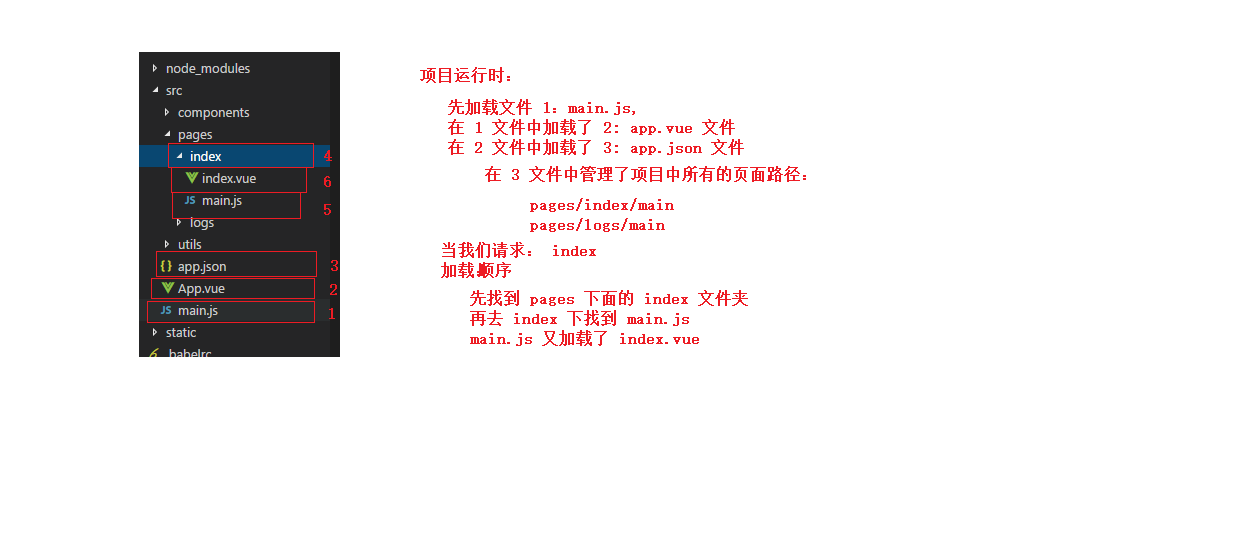 node_modules
src
components
pages
index 4
index.vue 6
JS main.js 5
logs
utils
{} app.json 3
App.vue 2
JS main.js 1
static
.babelrc
项目运行时：
先加载文件 1：main.js,
在 1 文件中加载了 2: app.vue 文件
在 2 文件中加载了 3: app.json 文件
在 3 文件中管理了项目中所有的页面路径：
pages/index/main
pages/logs/main
当我们请求： index
加载顺序
先找到 pages 下面的 index 文件夹
再去 index 下找到 main.js
main.js 又加载了 index.vue